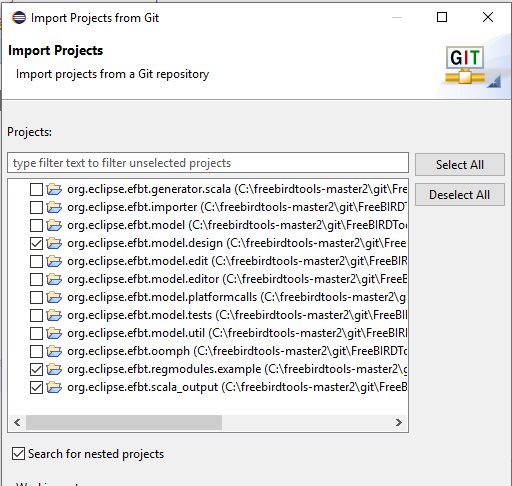 Import Projects from Git
Import Projects
Import projects from a Git repository
GIT
Projects:
type filter text to filter unselected projects
Select All
Deselect All
org.eclipse.efbt.generator.scala (C:\freebirdtools-master2\git\Free
org.eclipse.efbt.importer (C:\freebirdtools-master2\git\FreeBIRDT
org.eclipse.efbt.model (C:\freebirdtools-master2\git\FreeBIRDToo
org.eclipse.efbt.model.design (C:\freebirdtools-master2\git\Free
org.eclipse.efbt.model.edit (C:\freebirdtools-master2\git\FreeBIR
org.eclipse.efbt.model.editor (C:\freebirdtools-master2\git\FreeB
org.eclipse.efbt.model.platformcalls (C:\freebirdtools-master2\gi
org.eclipse.efbt.model.tests (C:\freebirdtools-master2\git\FreeBI
org.eclipse.efbt.model.util (C:\freebirdtools-master2\git\FreeBIR
org.eclipse.efbt.oomph (C:\freebirdtools-master2\git\FreeBIRDTo
org.eclipse.efbt.regmodules.example (C:\freebirdtools-master2\g
org.eclipse.efbt.scala_output (C:\freebirdtools-master2\git\FreeB
Search for nested projects